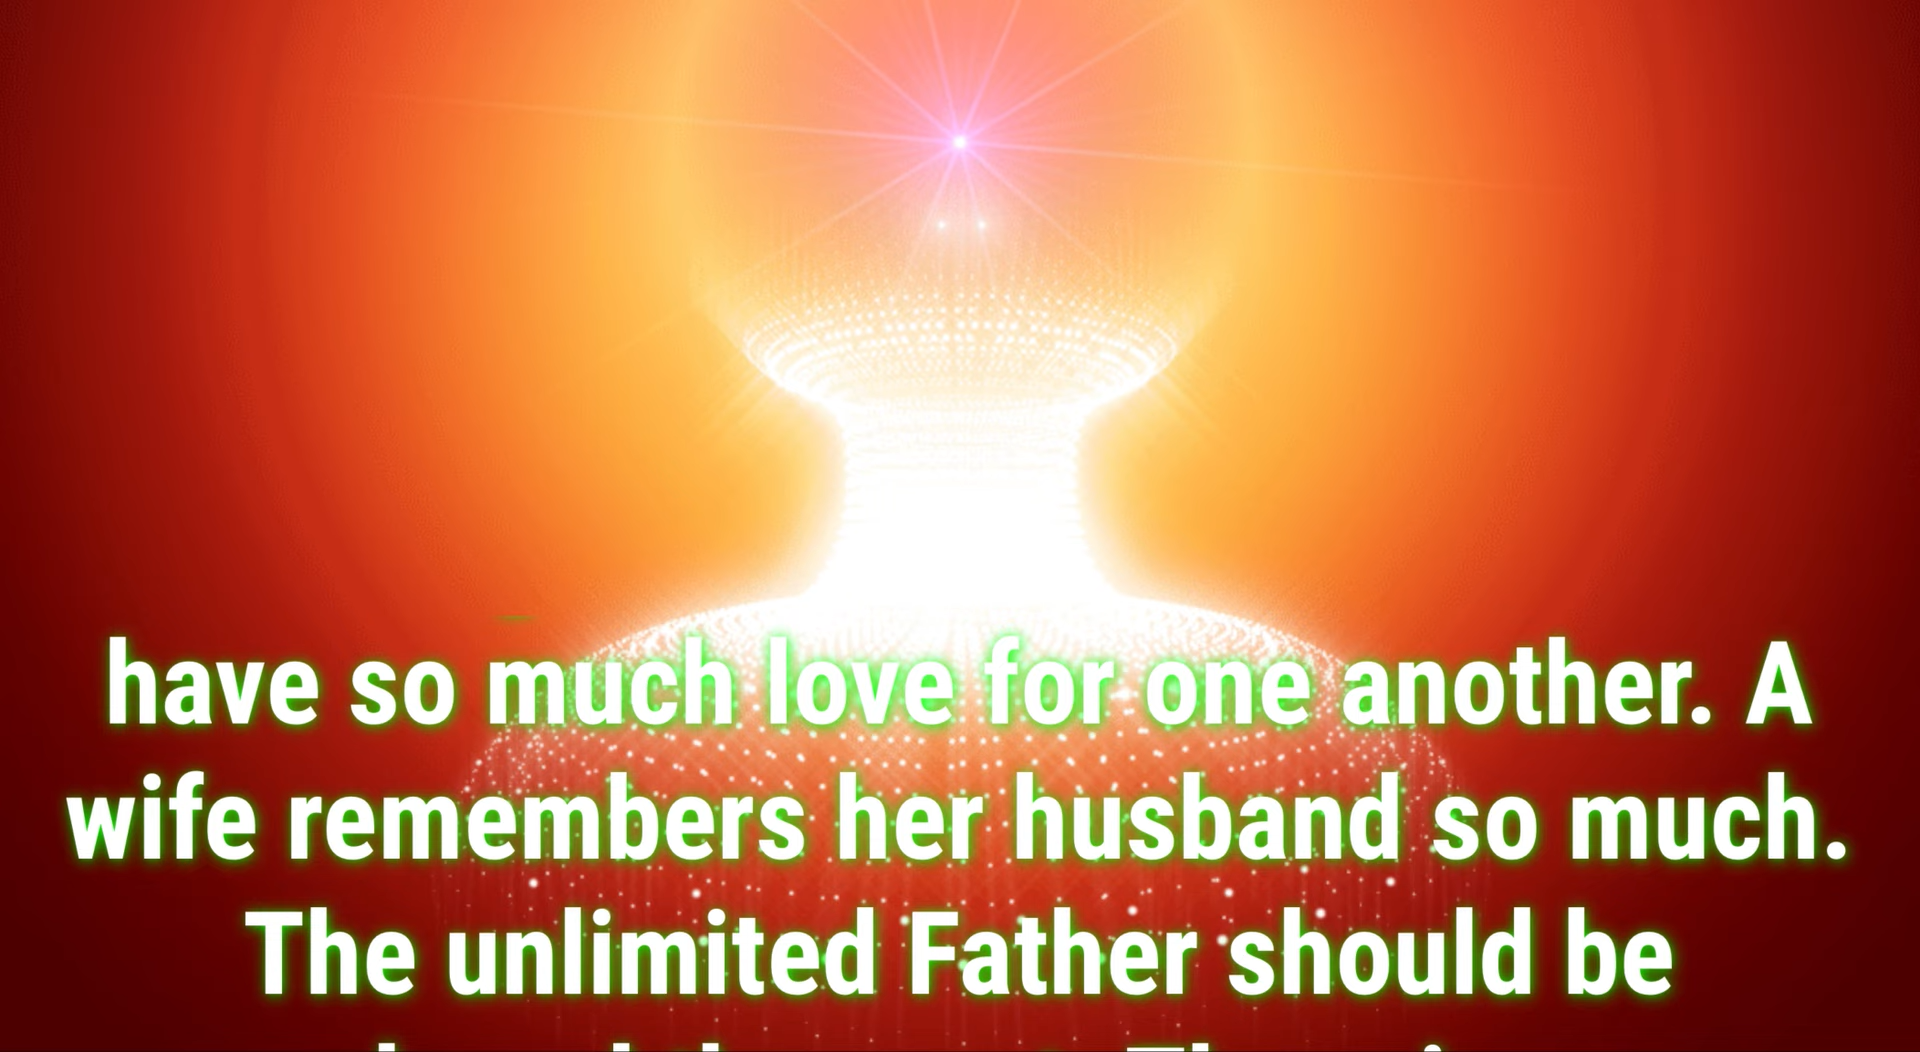 have so much love for one another. A
wife remembers her husband so much.
The unlimited Father should be